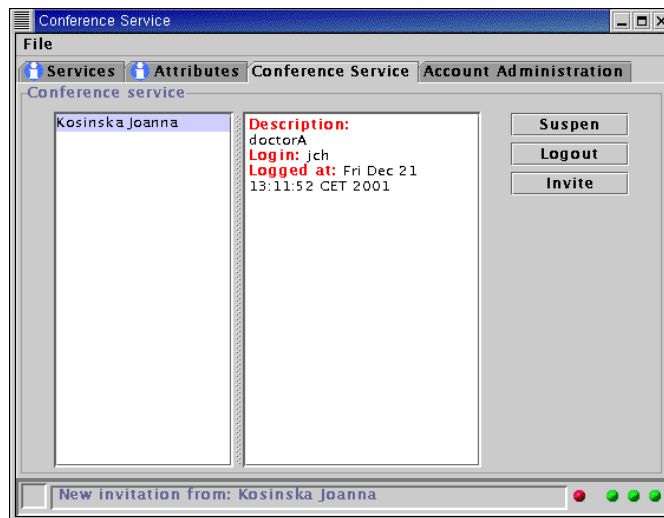 Conference Service
File
Services Attributes Conference Service Account Administration
Conference service
Kosinska Joanna
Description:
doctorA
Login: jch
Logged at: Fri Dec 21
13:11:52 CET 2001
Suspen
Logout
Invite
New invitation from: Kosinska Joanna